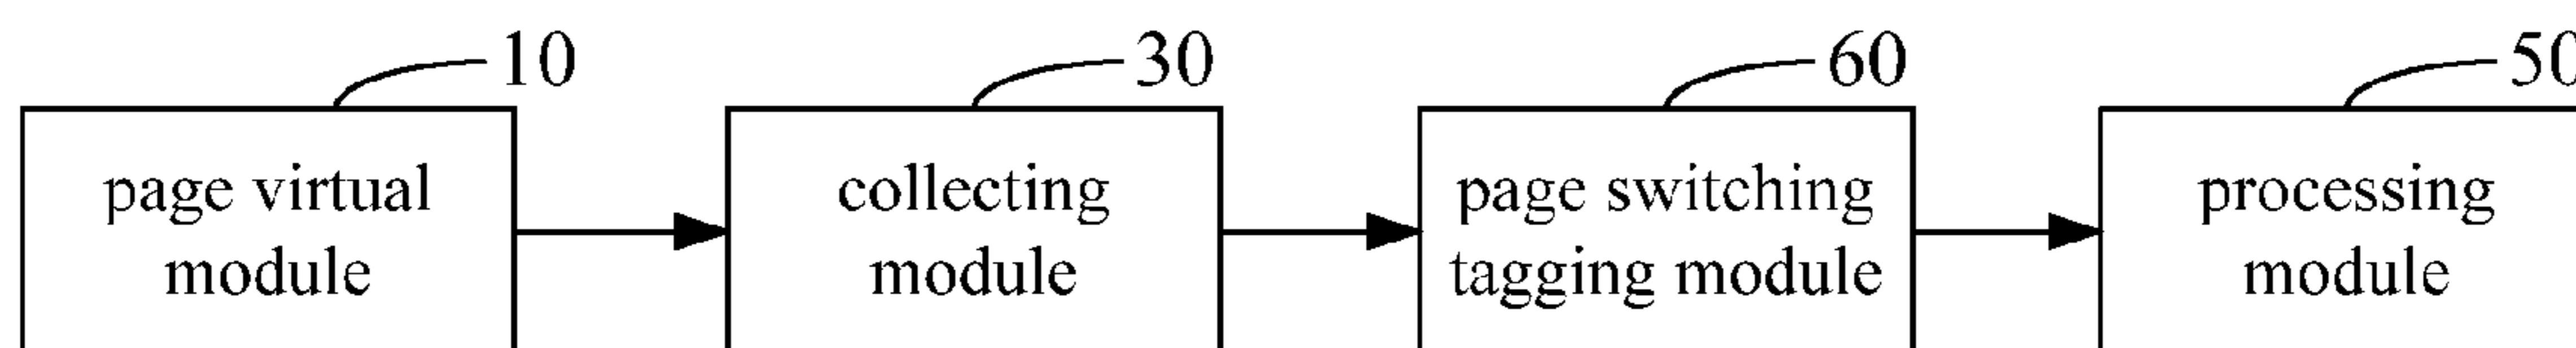 10
30
60
50
page virtual
module
collecting
module
page switching
tagging module
processing
module